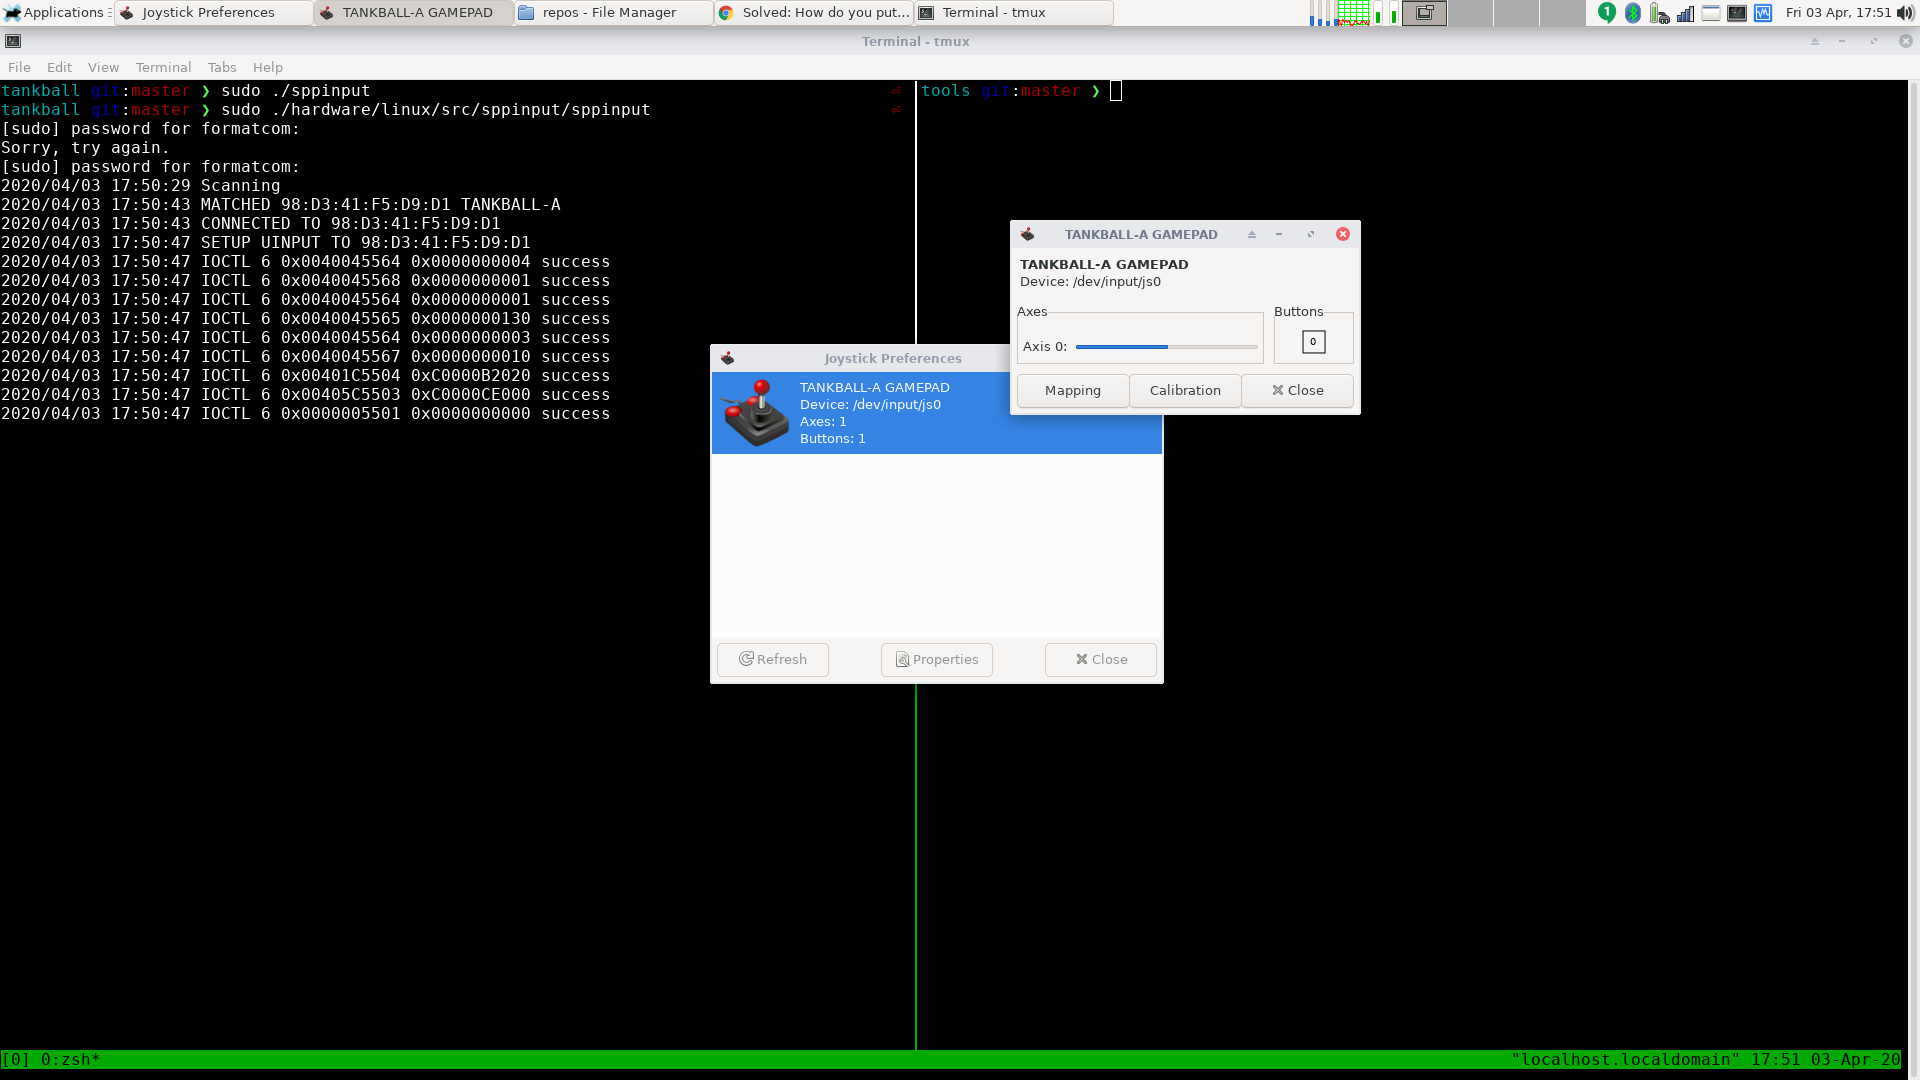 Applications
Joystick Preferences
TANKBALL-A GAMEPAD
repos - File Manager
Solved: How do you put...
Terminal - tmux
1
Fri 03 Apr, 17:51
Terminal - tmux
File Edit View Terminal Tabs Help
tankball git:master ❯ sudo ./sppinput
tankball git:master ❯ sudo ./hardware/linux/src/sppinput/sppinput
[sudo] password for formatcom:
Sorry, try again.
[sudo] password for formatcom:
2020/04/03 17:50:29 Scanning
2020/04/03 17:50:43 MATCHED 98:D3:41:F5:D9:D1 TANKBALL-A
2020/04/03 17:50:43 CONNECTED TO 98:D3:41:F5:D9:D1
2020/04/03 17:50:47 SETUP UINPUT TO 98:D3:41:F5:D9:D1
2020/04/03 17:50:47 IOCTL 6 0x0040045564 0x0000000004 success
2020/04/03 17:50:47 IOCTL 6 0x0040045568 0x0000000001 success
2020/04/03 17:50:47 IOCTL 6 0x0040045564 0x0000000001 success
2020/04/03 17:50:47 IOCTL 6 0x0040045565 0x0000000130 success
2020/04/03 17:50:47 IOCTL 6 0x0040045564 0x0000000003 success
2020/04/03 17:50:47 IOCTL 6 0x0040045567 0x0000000010 success
2020/04/03 17:50:47 IOCTL 6 0x00401C5504 0xC0000B2020 success
2020/04/03 17:50:47 IOCTL 6 0x00405C5503 0xC0000CE000 success
2020/04/03 17:50:47 IOCTL 6 0x0000005501 0x0000000000 success
tools git:master ❯
TANKBALL-A GAMEPAD
TANKBALL-A GAMEPAD
Device: /dev/input/js0
Axes
Buttons
Axis 0:
0
Mapping
Calibration
Close
Joystick Preferences
TANKBALL-A GAMEPAD
Device: /dev/input/js0
Axes: 1
Buttons: 1
Refresh
Properties
Close
[0] 0:zsh*
"localhost.localdomain" 17:51 03-Apr-20